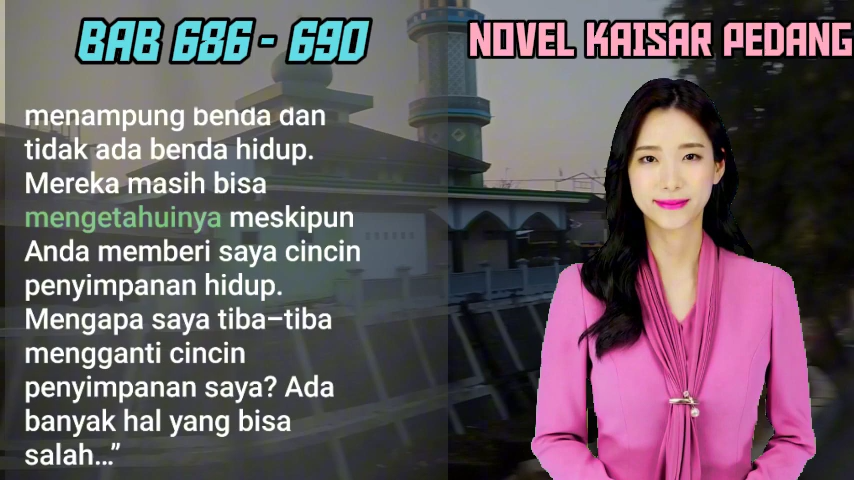 BAB 686 - 690
NOVEL KAISAR PEDANG
menampung benda dan
tidak ada benda hidup.
Mereka masih bisa
mengetahuinya meskipun
Anda memberi saya cincin
penyimpanan hidup.
Mengapa saya tiba–tiba
mengganti cincin
penyimpanan saya? Ada
banyak hal yang bisa
salah…”